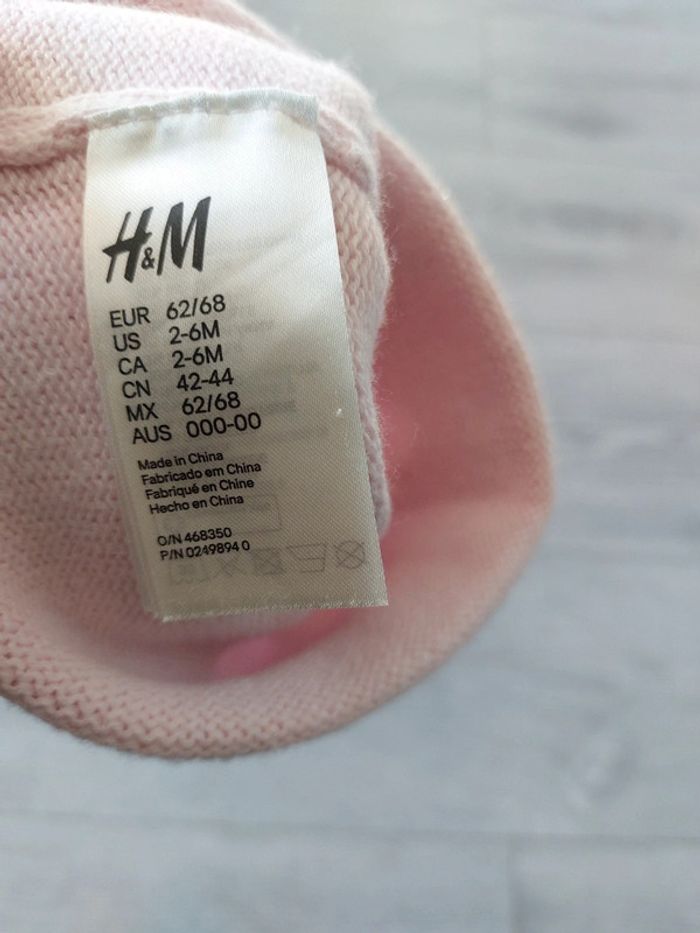 H&M
EUR 62/68
US 2-6M
CA 2-6M
CN 42-44
MX 62/68
AUS 000-00
Made in China
Fabricado em China
Fabriqué en Chine
Hecho en China
O/N 468350
P/N 0249894 0